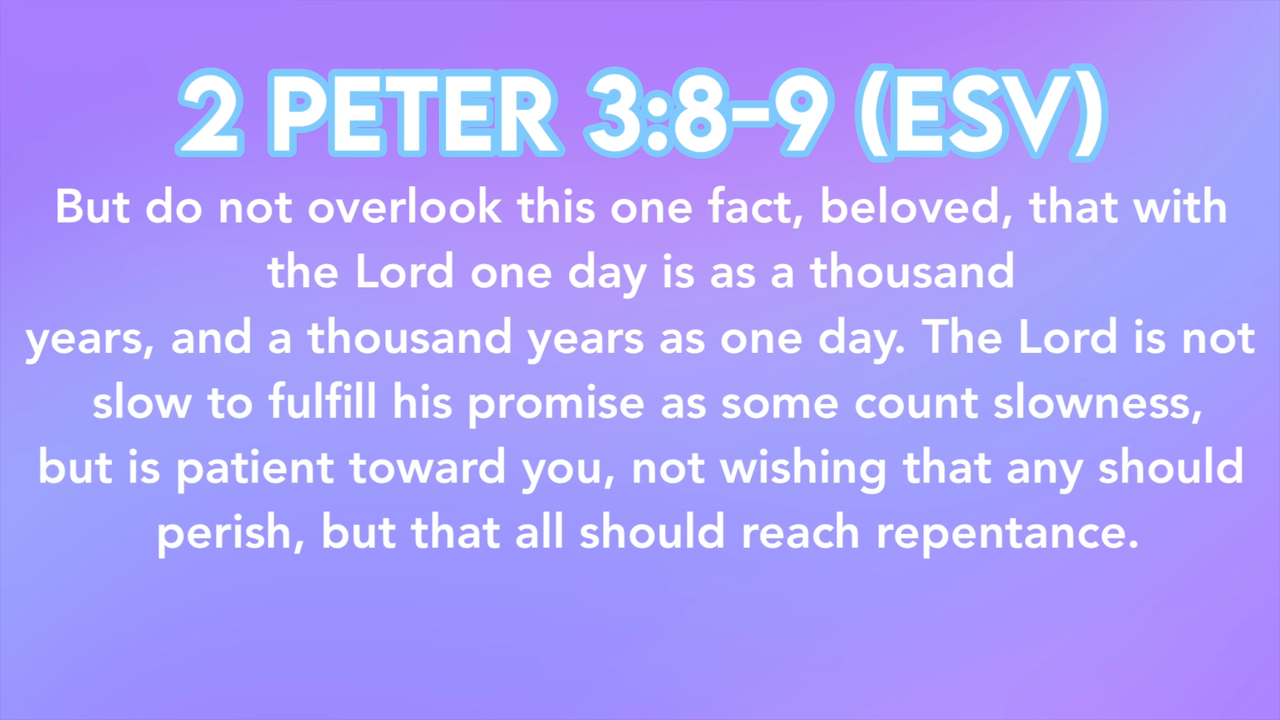 2 PETER 3:8-9 (ESV)
But do not overlook this one fact, beloved, that with
the Lord one day is as a thousand
years, and a thousand years as one day. The Lord is not
slow to fulfill his promise as some count slowness,
but is patient toward you, not wishing that any should
perish, but that all should reach repentance.